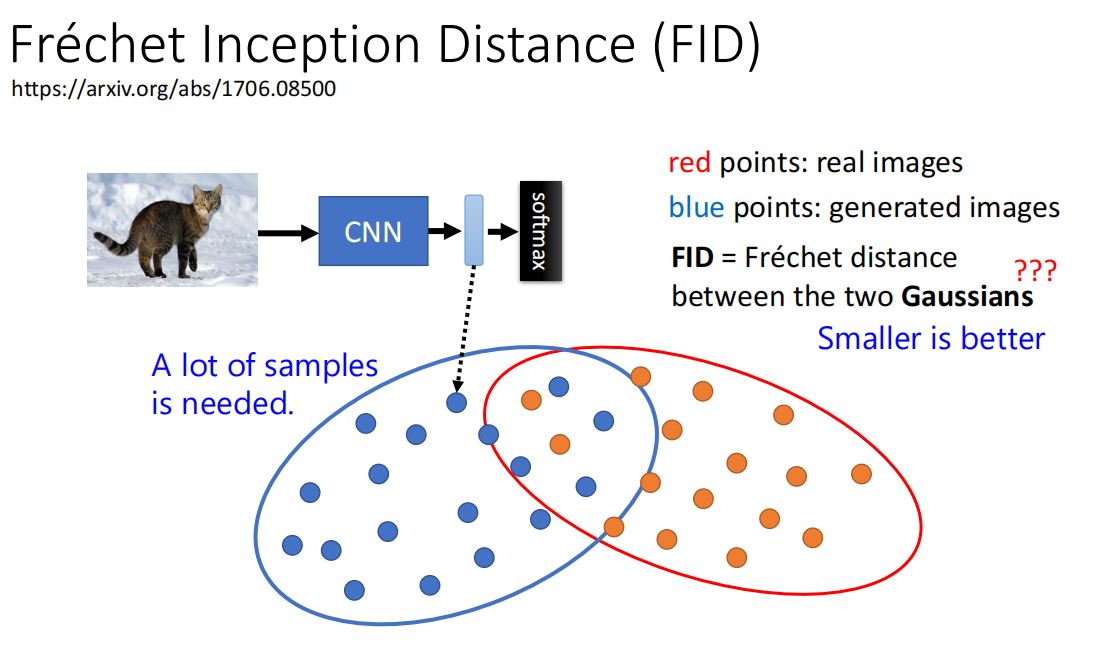 Fréchet Inception Distance (FID)
https://arxiv.org/abs/1706.08500
CNN
softmax
red points: real images
blue points: generated images
FID = Fréchet distance
between the two Gaussians
???
Smaller is better
A lot of samples
is needed.